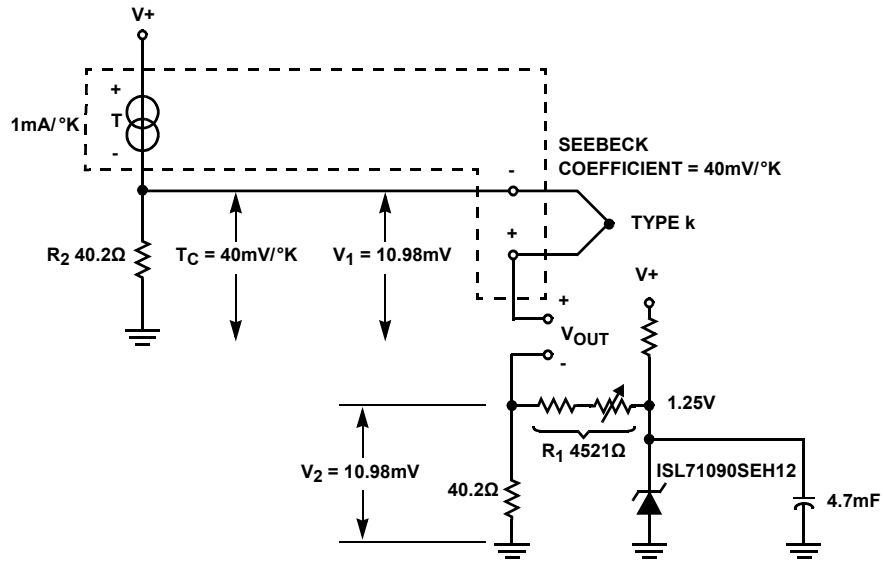 V+
+
1mA/°K
T
-
SEEBECK
COEFFICIENT = 40mV/°K
-
TYPE k
+
R2 40.2Ω
TC = 40mV/°K
V1 = 10.98mV
V+
+
VOUT
-
1.25V
R1 4521Ω
V2 = 10.98mV
40.2Ω
ISL71090SEH12
4.7mF